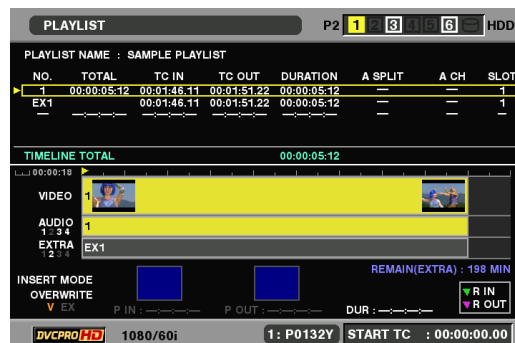 PLAYLIST P2 1 2 3 4 5 6 HDD
PLAYLIST NAME : SAMPLE PLAYLIST
NO. TOTAL TC IN TC OUT DURATION A SPLIT A CH SLOT
1 00:00:05:12 00:01:46.11 00:01:51.22 00:00:05:12 — — 1
EX1 00:01:46.11 00:01:51.22 00:00:05:12 — — 1
— —:—:—:— —:—:—:— —:—:—:— —:—:—:— — — —
TIMELINE TOTAL 00:00:05:12
00:00:18
VIDEO 1
AUDIO 1
1 2 3 4
EXTRA EX1
1 2 3 4
REMAIN(EXTRA) : 198 MIN
INSERT MODE
OVERWRITE
V EX P IN : —:—:—:— P OUT : —:—:—:— DUR : —:—:—:—
R IN
R OUT
DVCPRO HD 1080/60i 1: P0132Y START TC : 00:00:00.00